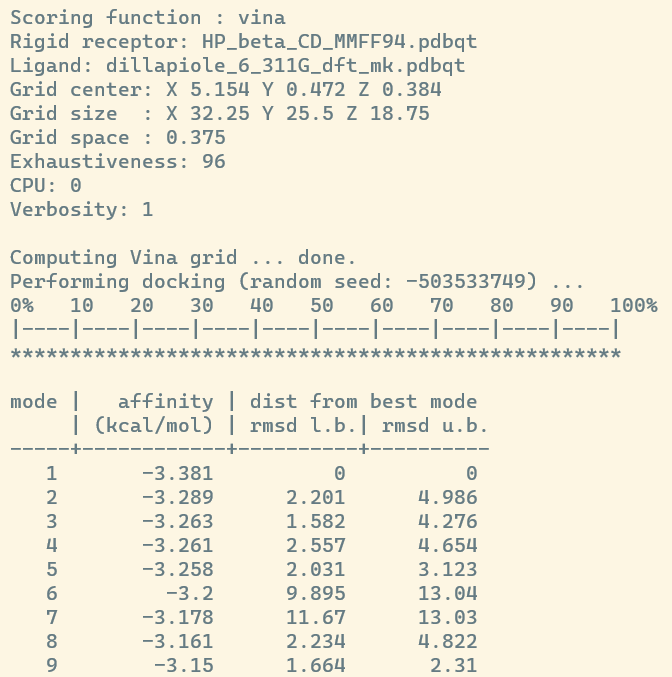 Scoring function : vina
Rigid receptor: HP_beta_CD_MMFF94.pdbqt
Ligand: dillapiole_6_311G_dft_mk.pdbqt
Grid center: X 5.154 Y 0.472 Z 0.384
Grid size  : X 32.25 Y 25.5 Z 18.75
Grid space : 0.375
Exhaustiveness: 96
CPU: 0
Verbosity: 1

Computing Vina grid ... done.
Performing docking (random seed: -503533749) ...
0%   10   20   30   40   50   60   70   80   90   100%
|----|----|----|----|----|----|----|----|----|----|
***************************************************

mode |   affinity | dist from best mode
     | (kcal/mol) | rmsd l.b.| rmsd u.b.
-----+------------+----------+----------
   1       -3.381          0          0
   2       -3.289      2.201      4.986
   3       -3.263      1.582      4.276
   4       -3.261      2.557      4.654
   5       -3.258      2.031      3.123
   6         -3.2      9.895      13.04
   7       -3.178      11.67      13.03
   8       -3.161      2.234      4.822
   9        -3.15      1.664       2.31